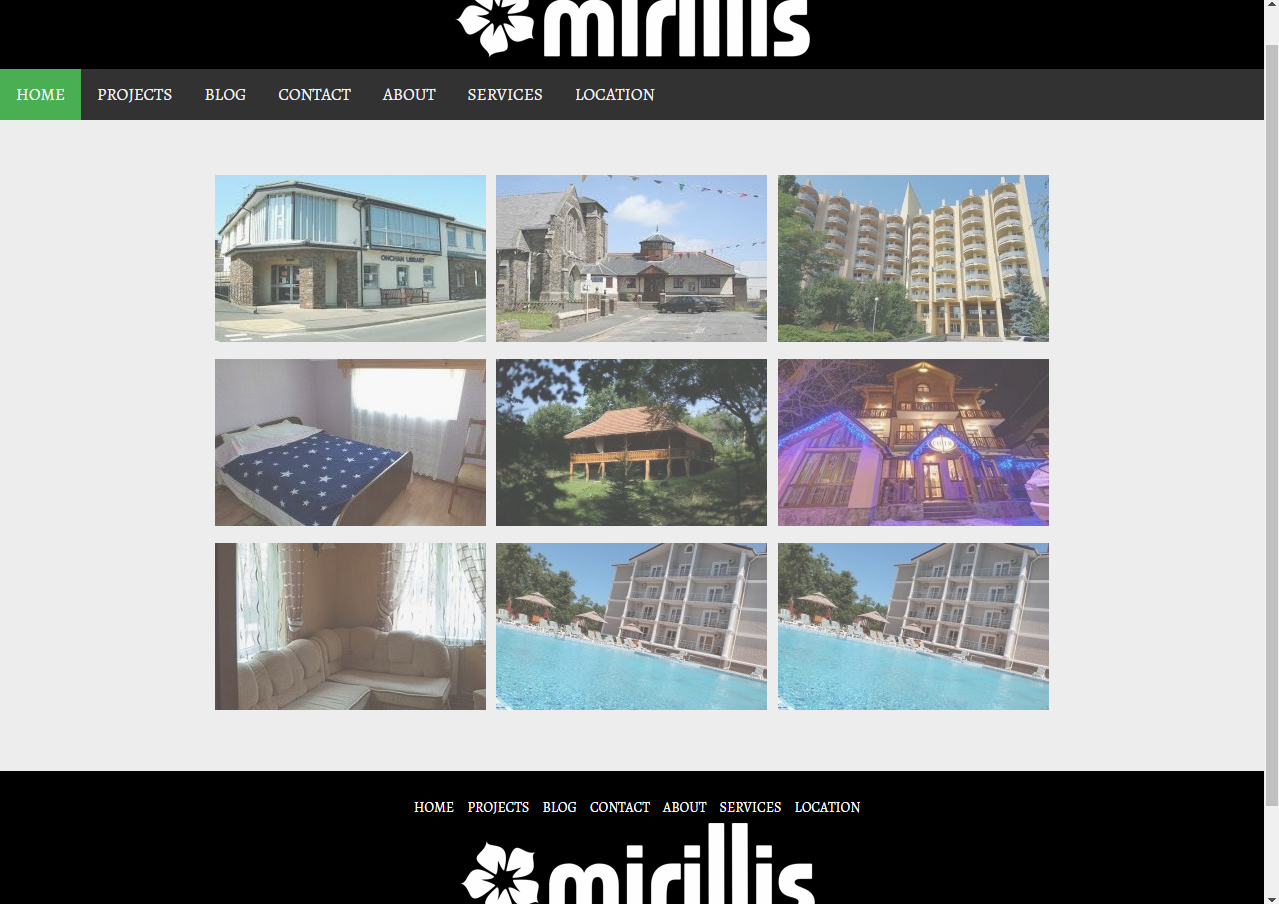 mirillis
HOME PROJECTS BLOG CONTACT ABOUT SERVICES LOCATION
ONCHAN LIBRARY
HOME PROJECTS BLOG CONTACT ABOUT SERVICES LOCATION
mirillis